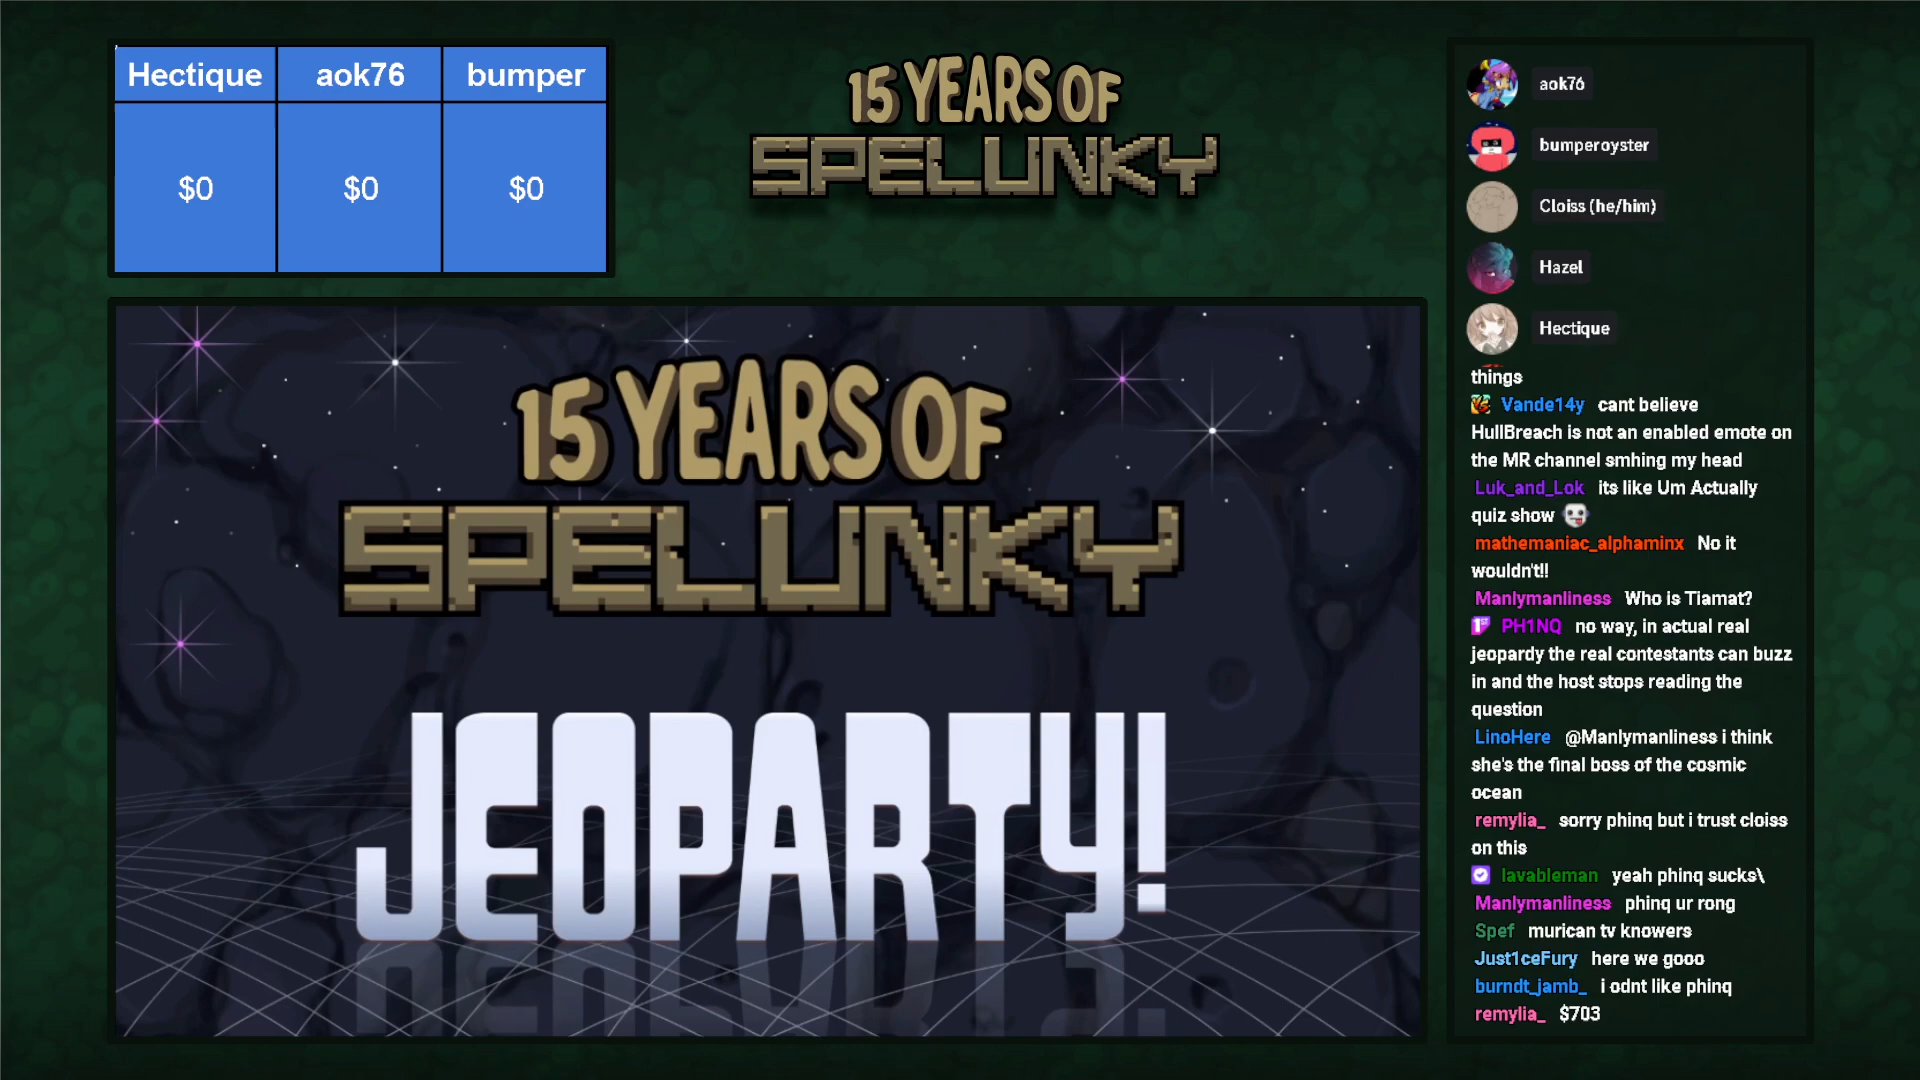 Hectique aok76 bumper
$0 $0 $0
15 YEARS OF
SPELUNKY
15 YEARS OF
SPELUNKY
JEOPARTY!
aok76
bumperoyster
Cloiss (he/him)
Hazel
Hectique
things
Vande14y cant believe
HullBreach is not an enabled emote on
the MR channel smhing my head
Luk_and_Lok its like Um Actually
quiz show
mathemaniac_alphaminx No it
wouldn't!!
Manlymanliness Who is Tiamat?
PH1NQ no way, in actual real
jeopardy the real contestants can buzz
in and the host stops reading the
question
LinoHere @Manlymanliness i think
she's the final boss of the cosmic
ocean
remylia_ sorry phinq but i trust cloiss
on this
lavableman yeah phinq sucks\
Manlymanliness phinq ur rong
Spef murican tv knowers
Just1ceFury here we gooo
burndt_jamb_ i odnt like phinq
remylia_ $703